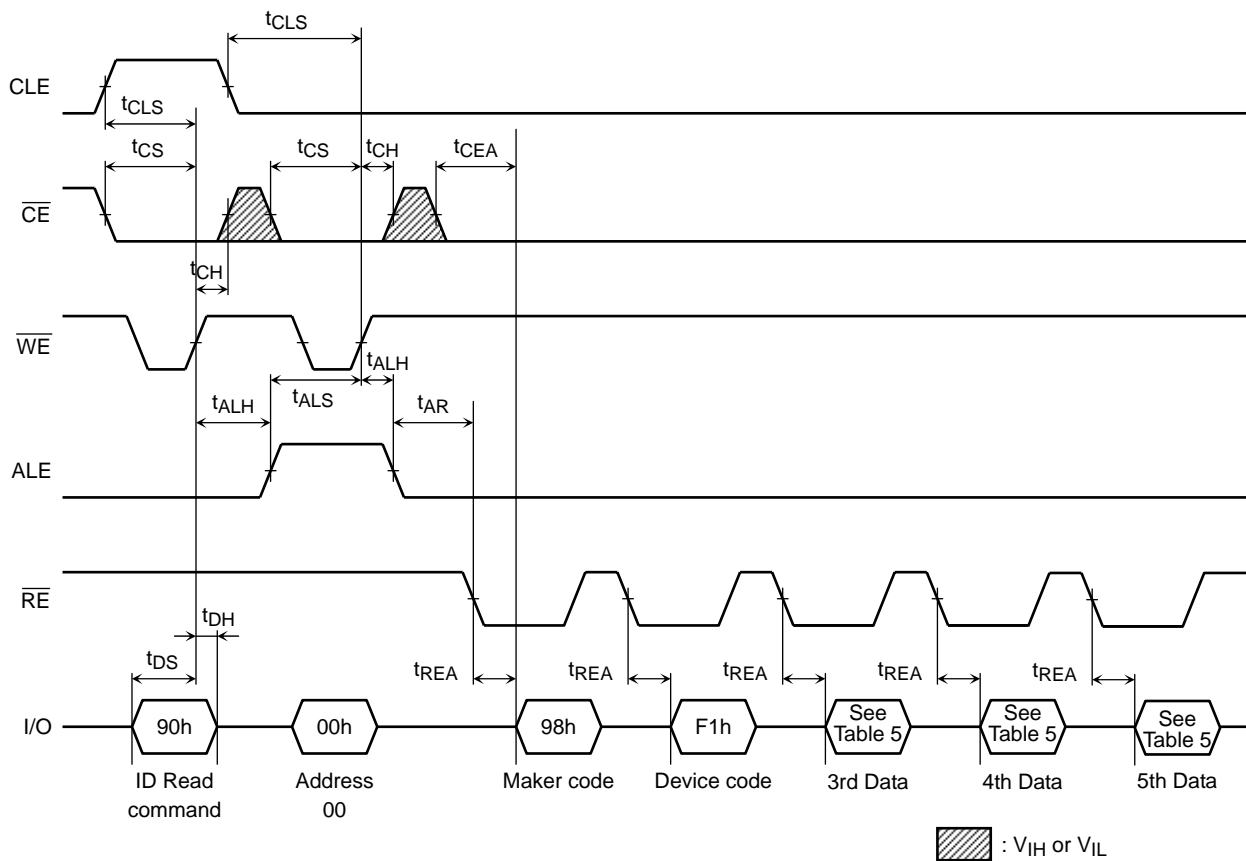 tCLS
CLE
tCLS
tCS tCS tCH tCEA
CE
tCH
WE
tALH
tALH tALS tAR
ALE
RE
tDH
tDS tREA tREA tREA tREA tREA
I/O 90h 00h 98h F1h See Table 5 See Table 5 See Table 5
ID Read command Address 00 Maker code Device code 3rd Data 4th Data 5th Data
: VIH or VIL